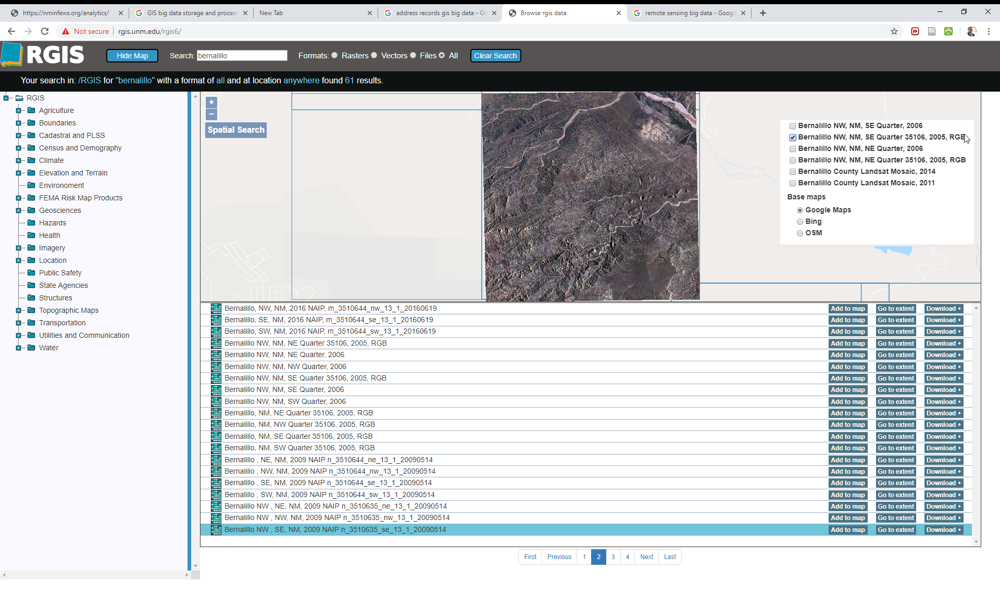 https://nminfews.org/analytics/
GIS big data storage and process
New Tab
address records gis big data - Go
Browse rgis data
remote sensing big data - Googl
Not secure
rgis.unm.edu/rgis6/
RGIS
Hide Map
Search:
bernalillo
Formats:
Rasters
Vectors
Files
All
Clear Search
Your search in: /RGIS for "bernalillo" with a format of all and at location anywhere found 61 results.
RGIS
Agriculture
Boundaries
Cadastral and PLSS
Census and Demography
Climate
Elevation and Terrain
Environoment
FEMA Risk Map Products
Geosciences
Hazards
Health
Imagery
Location
Public Safety
State Agencies
Structures
Topographic Maps
Transportation
Utilities and Communication
Water
+
−
Spatial Search
Bernalillo NW, NM, SE Quarter, 2006
Bernalillo NW, NM, SE Quarter 35106, 2005, RGB
Bernalillo NW, NM, NE Quarter, 2006
Bernalillo NW, NM, NE Quarter 35106, 2005, RGB
Bernalillo County Landsat Mosaic, 2014
Bernalillo County Landsat Mosaic, 2011
Base maps
Google Maps
Bing
OSM
Bernalillo, NW, NM, 2016 NAIP, m_3510644_nw_13_1_20160619 Add to map Go to extent Download +
Bernalillo, SE, NM, 2016 NAIP, m_3510644_se_13_1_20160619 Add to map Go to extent Download +
Bernalillo, SW, NM, 2016 NAIP, m_3510644_sw_13_1_20160619 Add to map Go to extent Download +
Bernalillo NW, NM, NE Quarter 35106, 2005, RGB Add to map Go to extent Download +
Bernalillo NW, NM, NE Quarter, 2006 Add to map Go to extent Download +
Bernalillo NW, NM, NW Quarter, 2006 Add to map Go to extent Download +
Bernalillo NW, NM, SE Quarter 35106, 2005, RGB Add to map Go to extent Download +
Bernalillo NW, NM, SE Quarter, 2006 Add to map Go to extent Download +
Bernalillo NW, NM, SW Quarter, 2006 Add to map Go to extent Download +
Bernalillo, NM, NE Quarter 35106, 2005, RGB Add to map Go to extent Download +
Bernalillo, NM, NW Quarter 35106, 2005, RGB Add to map Go to extent Download +
Bernalillo, NM, SE Quarter 35106, 2005, RGB Add to map Go to extent Download +
Bernalillo, NM, SW Quarter 35106, 2005, RGB Add to map Go to extent Download +
Bernalillo , NE, NM, 2009 NAIP n_3510644_ne_13_1_20090514 Add to map Go to extent Download +
Bernalillo , NW, NM, 2009 NAIP n_3510644_nw_13_1_20090514 Add to map Go to extent Download +
Bernalillo , SE, NM, 2009 NAIP n_3510644_se_13_1_20090514 Add to map Go to extent Download +
Bernalillo , SW, NM, 2009 NAIP n_3510644_sw_13_1_20090514 Add to map Go to extent Download +
Bernalillo NW , NE, NM, 2009 NAIP n_3510635_ne_13_1_20090514 Add to map Go to extent Download +
Bernalillo NW , NW, NM, 2009 NAIP n_3510635_nw_13_1_20090514 Add to map Go to extent Download +
Bernalillo NW , SE, NM, 2009 NAIP n_3510635_se_13_1_20090514 Add to map Go to extent Download +
First Previous 1 2 3 4 Next Last